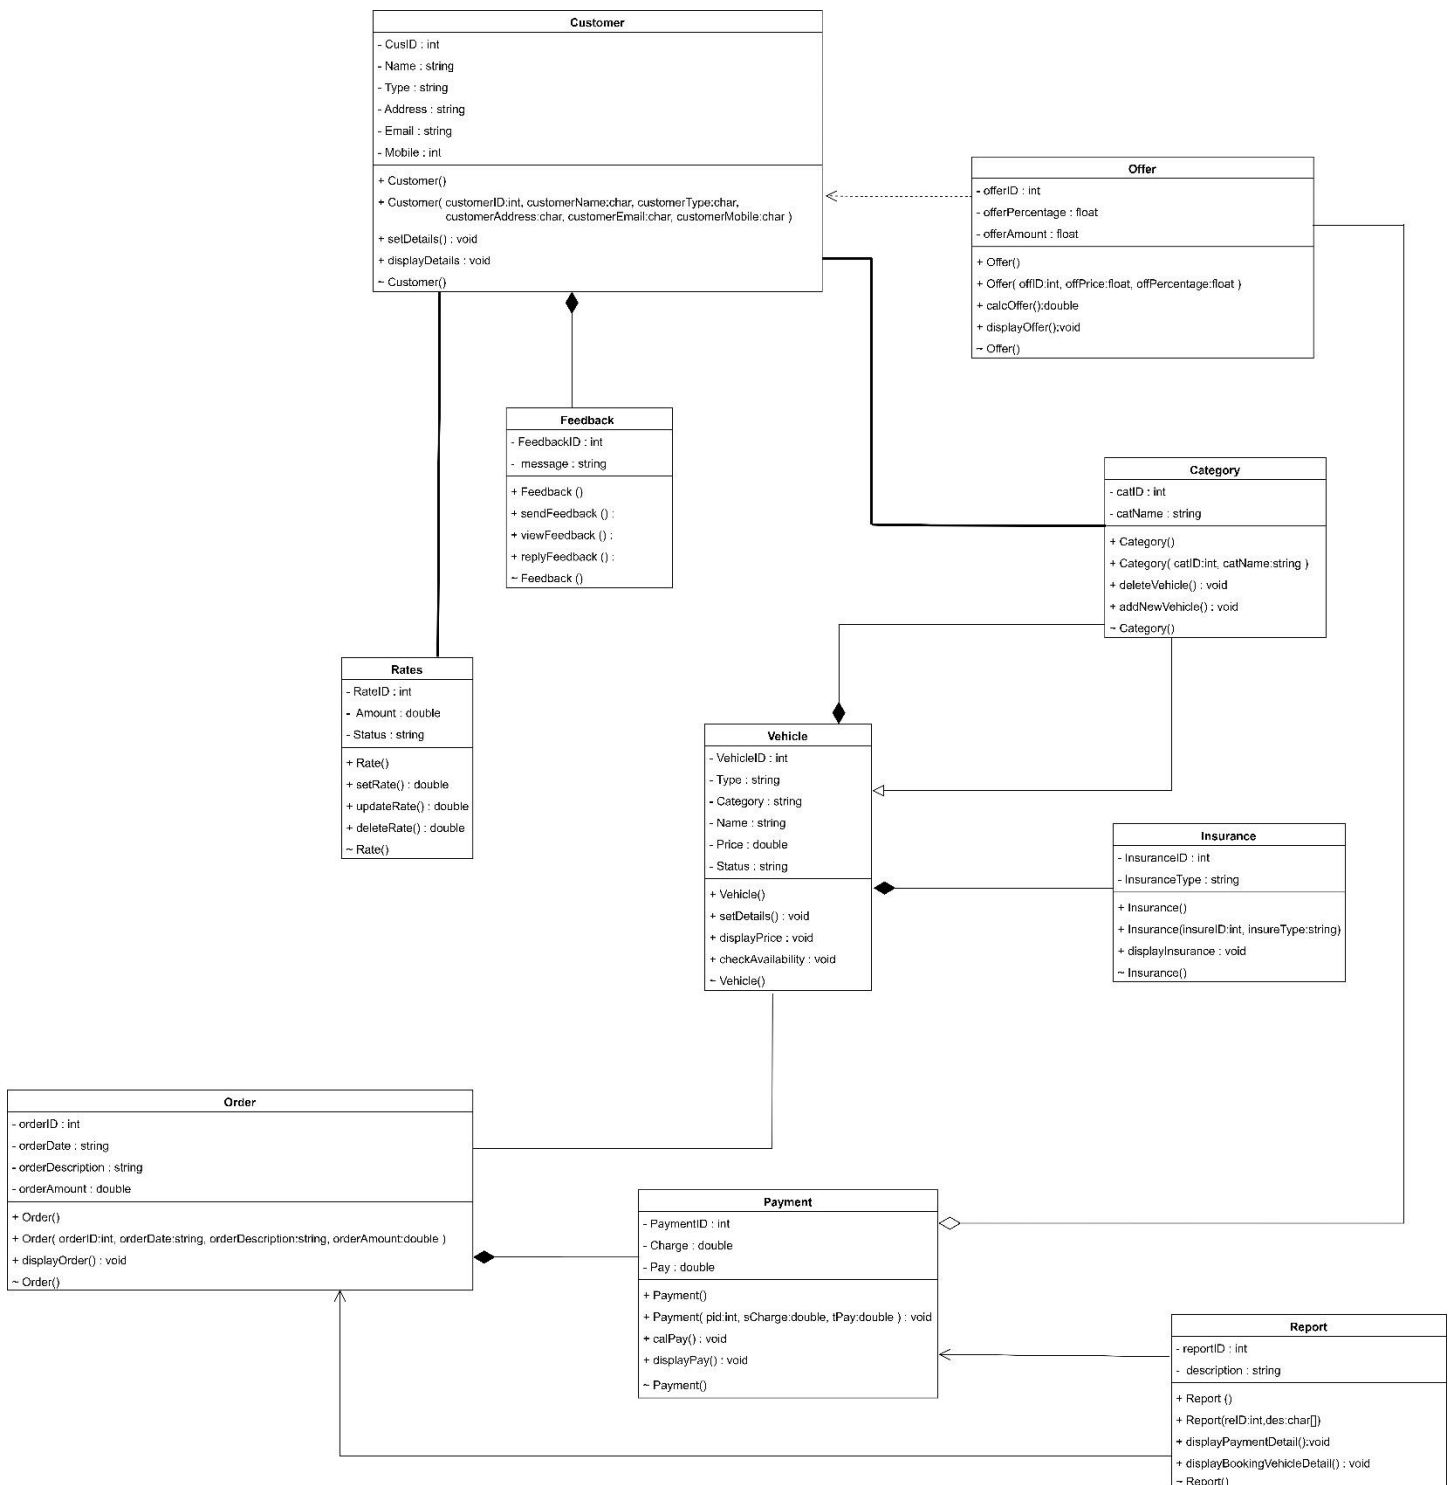 Customer
- CusID : int
- Name : string
- Type : string
- Address : string
- Email : string
- Mobile : int
+ Customer()
+ Customer( customerID:int, customerName:char, customerType:char,
customerAddress:char, customerEmail:char, customerMobile:char )
+ setDetails() : void
+ displayDetails : void
~ Customer()
Offer
- offerID : int
- offerPercentage : float
- offerAmount : float
+ Offer()
+ Offer( offID:int, offPrice:float, offPercentage:float )
+ calcOffer():double
+ displayOffer():void
~ Offer()
Feedback
- FeedbackID : int
- message : string
+ Feedback ()
+ sendFeedback () :
+ viewFeedback () :
+ replyFeedback () :
~ Feedback ()
Category
- catID : int
- catName : string
+ Category()
+ Category( catID:int, catName:string )
+ deleteVehicle() : void
+ addNewVehicle() : void
~ Category()
Rates
- RateID : int
- Amount : double
- Status : string
+ Rate()
+ setRate() : double
+ updateRate() : double
+ deleteRate() : double
~ Rate()
Vehicle
- VehicleID : int
- Type : string
- Category : string
- Name : string
- Price : double
- Status : string
+ Vehicle()
+ setDetails() : void
+ displayPrice : void
+ checkAvailability : void
~ Vehicle()
Insurance
- InsuranceID : int
- InsuranceType : string
+ Insurance()
+ Insurance(insureID:int, insureType:string)
+ displayInsurance : void
~ Insurance()
Order
- orderID : int
- orderDate : string
- orderDescription : string
- orderAmount : double
+ Order()
+ Order( orderID:int, orderDate:string, orderDescription:string, orderAmount:double )
+ displayOrder() : void
~ Order()
Payment
- PaymentID : int
- Charge : double
- Pay : double
+ Payment()
+ Payment( pid:int, sCharge:double, tPay:double ) : void
+ calPay() : void
+ displayPay() : void
~ Payment()
Report
- reportID : int
- description : string
+ Report ()
+ Report(reID:int,des:char[])
+ displayPaymentDetail():void
+ displayBookingVehicleDetail() : void
~ Report()